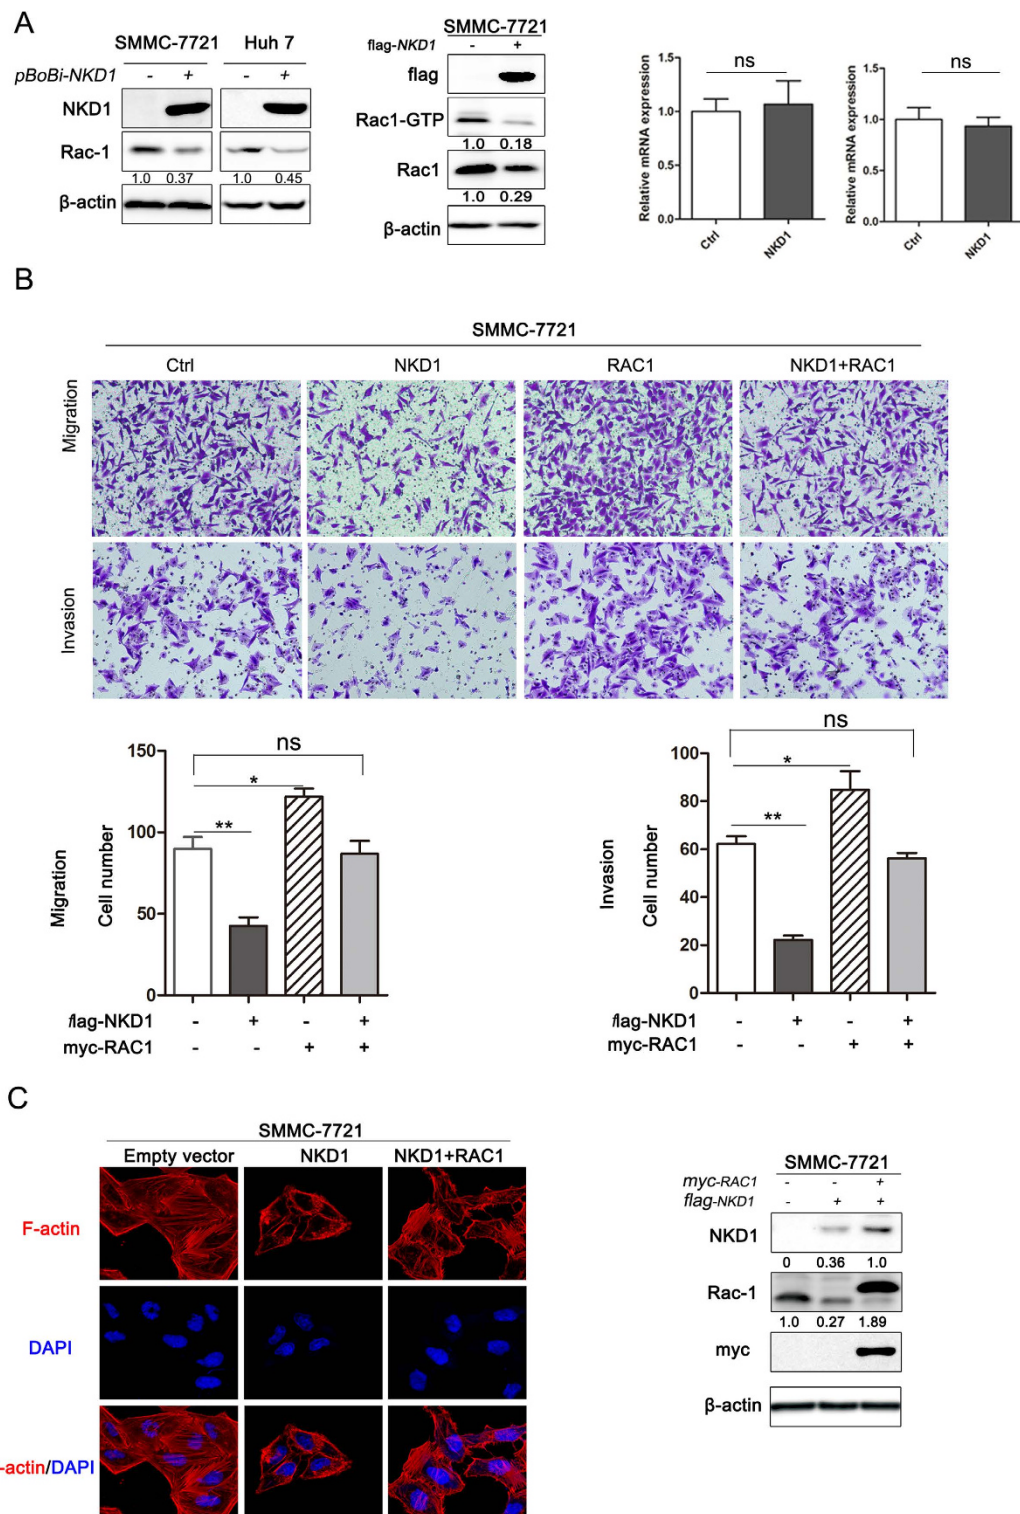 A
SMMC-7721 Huh 7
pBoBi-NKD1 - + - +
NKD1
Rac-1
1.0 0.37 1.0 0.45
β-actin
SMMC-7721
flag-NKD1 - +
flag
Rac1-GTP
1.0 0.18
Rac1
1.0 0.29
β-actin
ns
Relative mRNA expression
1.5
1.0
0.5
0.0
Ctrl
NKD1
ns
Relative mRNA expression
1.5
1.0
0.5
0.0
Ctrl
NKD1
B
SMMC-7721
Ctrl NKD1 RAC1 NKD1+RAC1
Migration
Invasion
Migration
Cell number
150
100
50
0
ns
*
**
flag-NKD1 - + - +
myc-RAC1 - - + +
Invasion
Cell number
100
80
60
40
20
0
ns
*
**
flag-NKD1 - + - +
myc-RAC1 - - + +
C
SMMC-7721
Empty vector NKD1 NKD1+RAC1
F-actin
DAPI
-actin/DAPI
SMMC-7721
myc-RAC1 - - +
flag-NKD1 - + +
NKD1
0 0.36 1.0
Rac-1
1.0 0.27 1.89
myc
β-actin